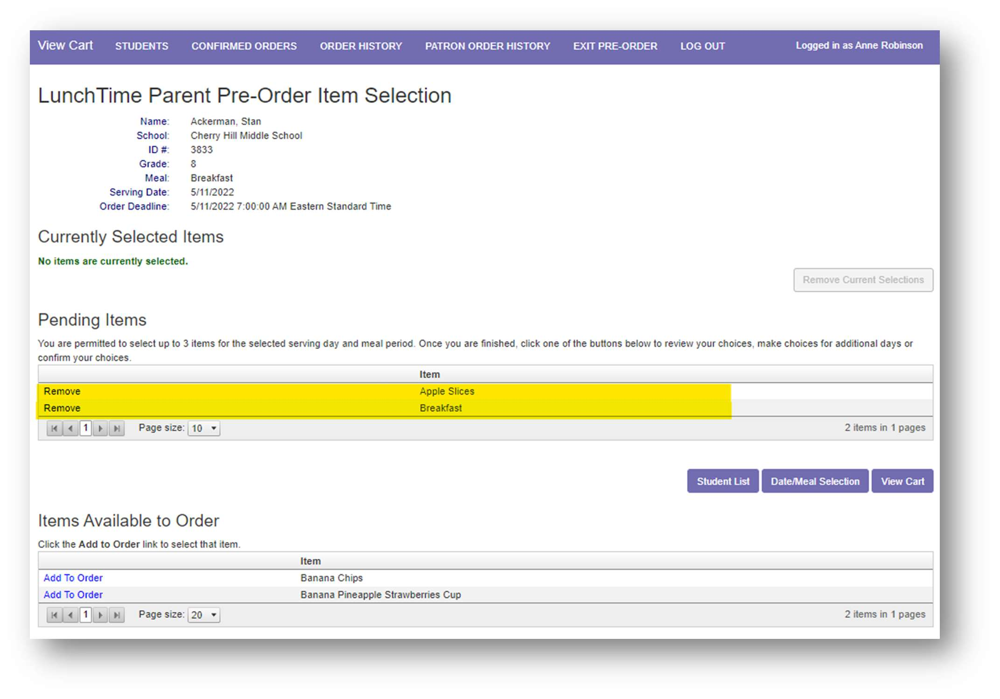 View Cart STUDENTS CONFIRMED ORDERS ORDER HISTORY PATRON ORDER HISTORY EXIT PRE-ORDER LOG OUT Logged in as Anne Robinson
LunchTime Parent Pre-Order Item Selection
Name: Ackerman, Stan
School: Cherry Hill Middle School
ID #: 3833
Grade: 8
Meal: Breakfast
Serving Date: 5/11/2022
Order Deadline: 5/11/2022 7:00:00 AM Eastern Standard Time
Currently Selected Items
No items are currently selected.
Remove Current Selections
Pending Items
You are permitted to select up to 3 items for the selected serving day and meal period. Once you are finished, click one of the buttons below to review your choices, make choices for additional days or
confirm your choices.
Item
Remove Apple Slices
Remove Breakfast
1 Page size: 10 2 items in 1 pages
Student List Date/Meal Selection View Cart
Items Available to Order
Click the Add to Order link to select that item.
Item
Add To Order Banana Chips
Add To Order Banana Pineapple Strawberries Cup
1 Page size: 20 2 items in 1 pages